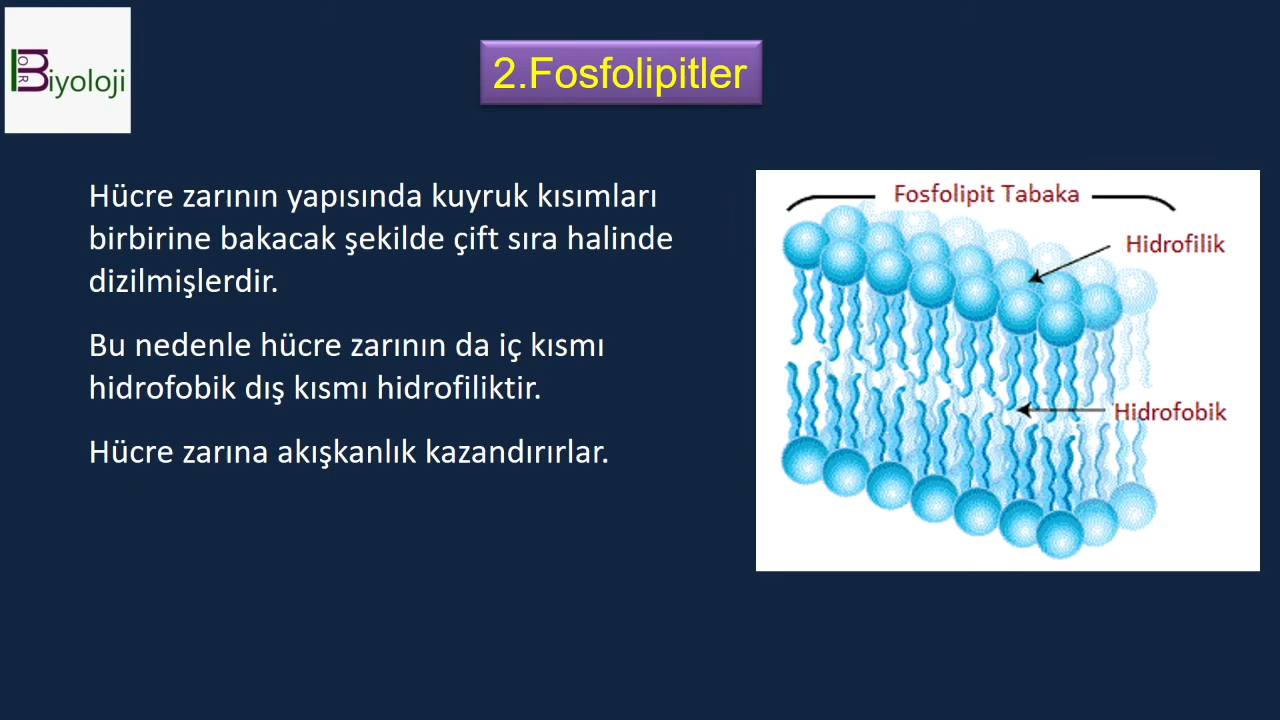 Biyoloji
2.Fosfolipitler
Hücre zarının yapısında kuyruk kısımları
birbirine bakacak şekilde çift sıra halinde
dizilmişlerdir.
Bu nedenle hücre zarının da iç kısmı
hidrofobik dış kısmı hidrofiliktir.
Hücre zarına akışkanlık kazandırırlar.
Fosfolipit Tabaka
Hidrofilik
Hidrofobik